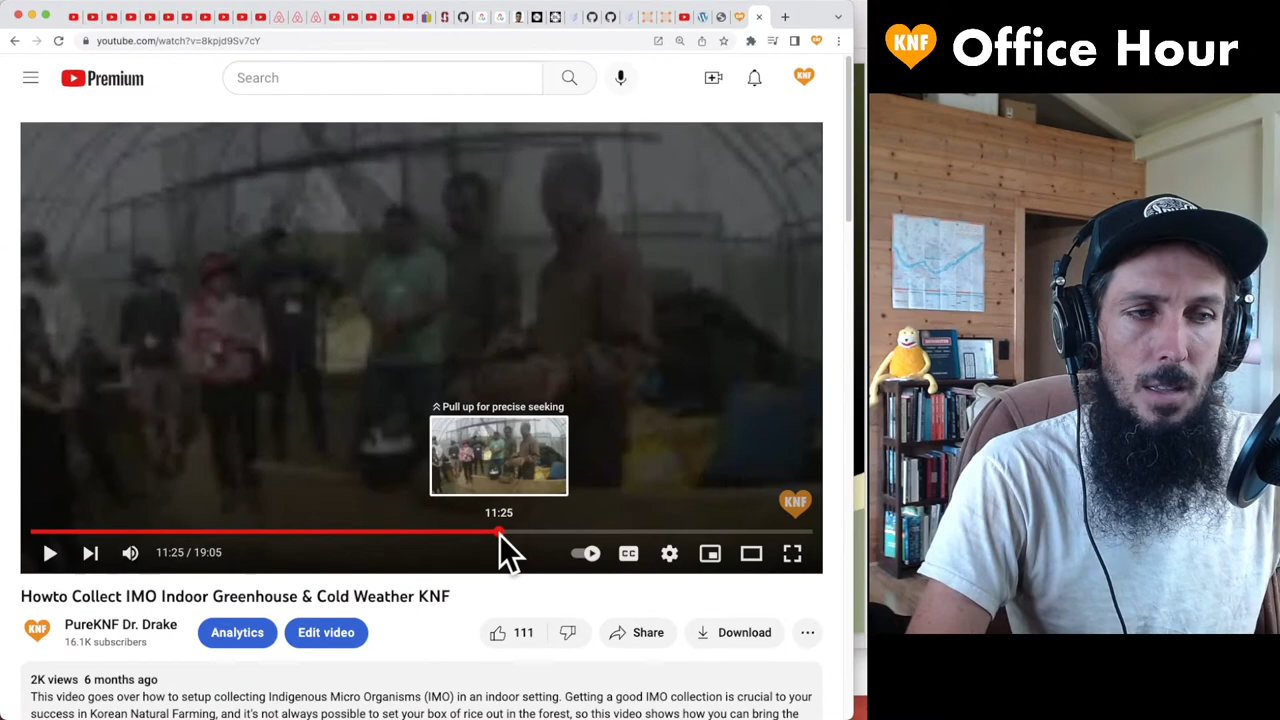 youtube.com/watch?v=8kpjd9Sv7cY
KNF Office Hour
Premium
Search
KNF
Pull up for precise seeking
11:25
KNF
11:25 / 19:05
CC
Howto Collect IMO Indoor Greenhouse & Cold Weather KNF
KNF
PureKNF Dr. Drake
16.1K subscribers
Analytics
Edit video
111
Share
Download
2K views 6 months ago
This video goes over how to setup collecting Indigenous Micro Organisms (IMO) in an indoor setting. Getting a good IMO collection is crucial to your
success in Korean Natural Farming, and it's not always possible to set your box of rice out in the forest, so this video shows how you can bring the